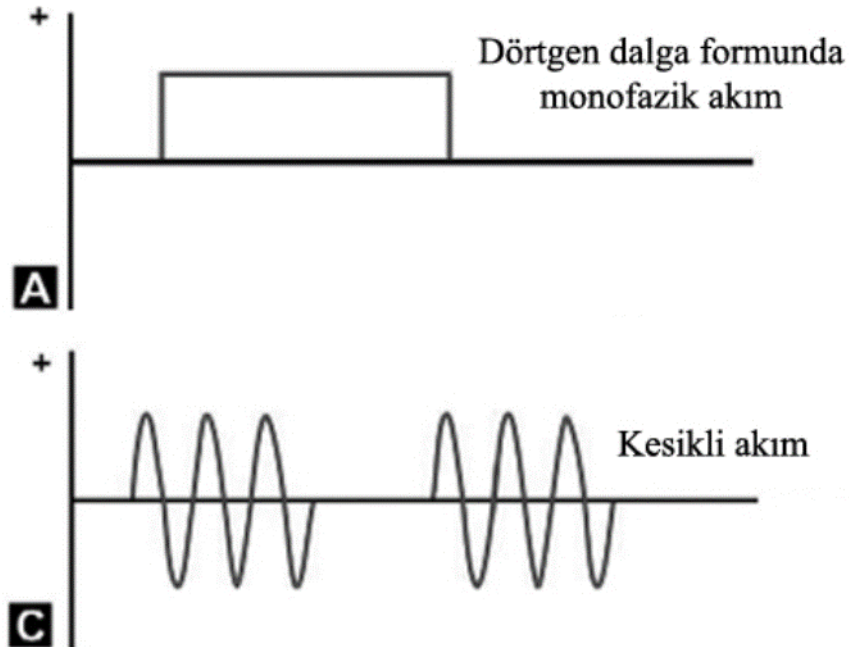 +
Dörtgen dalga formunda
monofazik akım
A
+
Kesikli akım
C